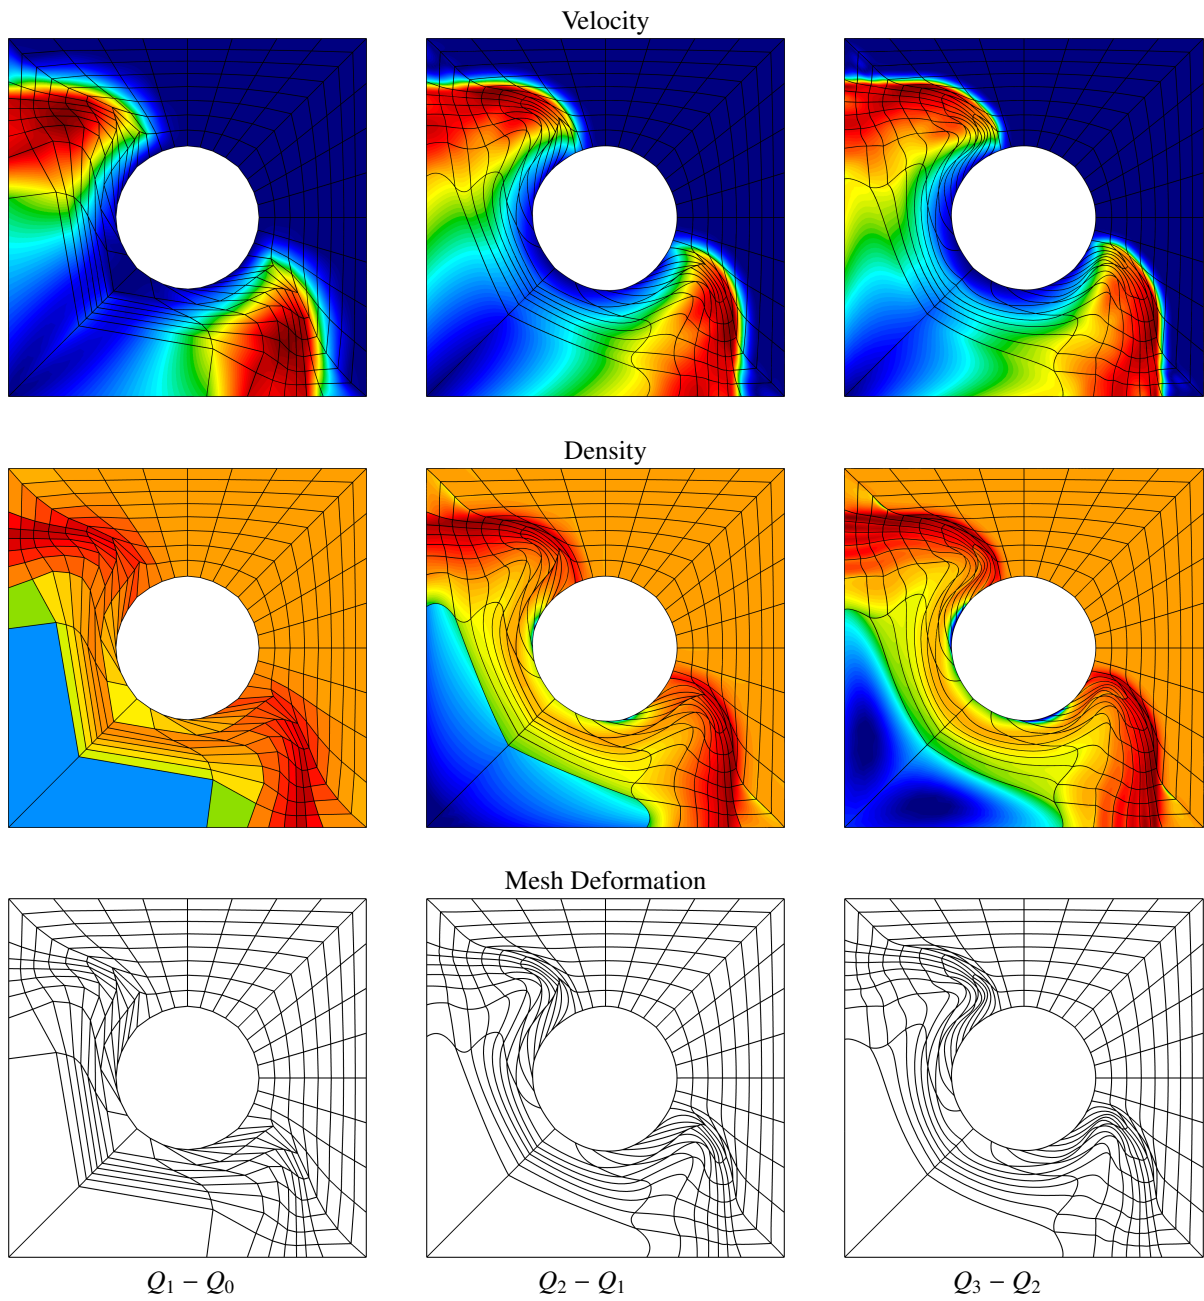 Velocity
Density
Mesh Deformation
Q₁ − Q₀ Q₂ − Q₁ Q₃ − Q₂